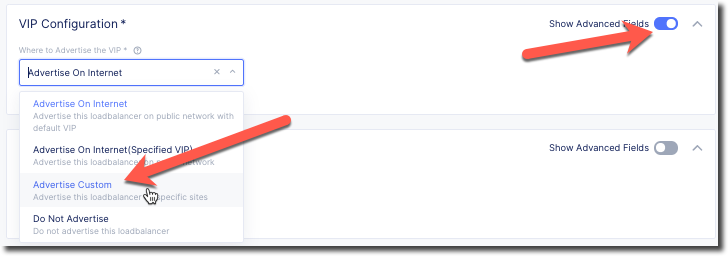 VIP Configuration *
Show Advanced Fields
Where to Advertise the VIP *
Advertise On Internet
Advertise On Internet
Advertise this loadbalancer on public network with
default VIP
Advertise On Internet(Specified VIP)
Advertise this loadbalancer on network
Show Advanced Fields
Advertise Custom
Advertise this loadbalancer specific sites
Do Not Advertise
Do not advertise this loadbalancer